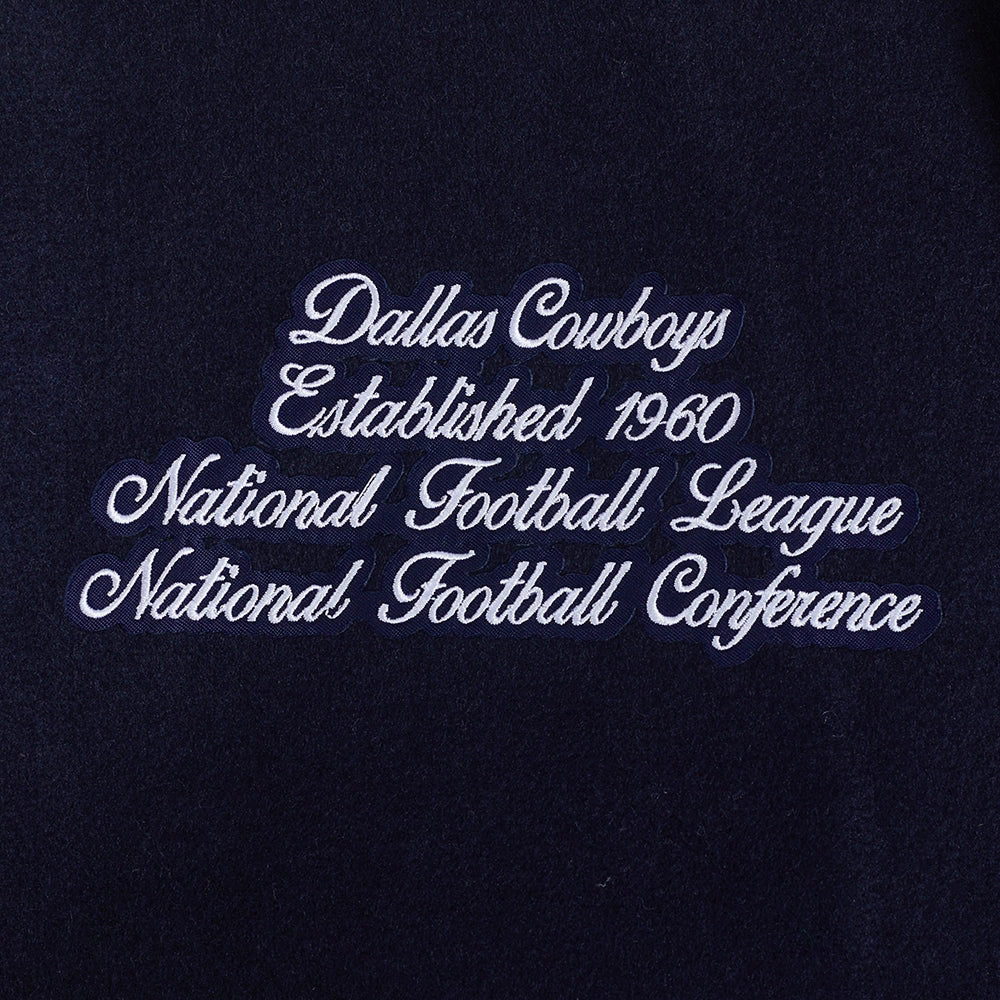 Dallas Cowboys
Established 1960
National Football League
National Football Conference